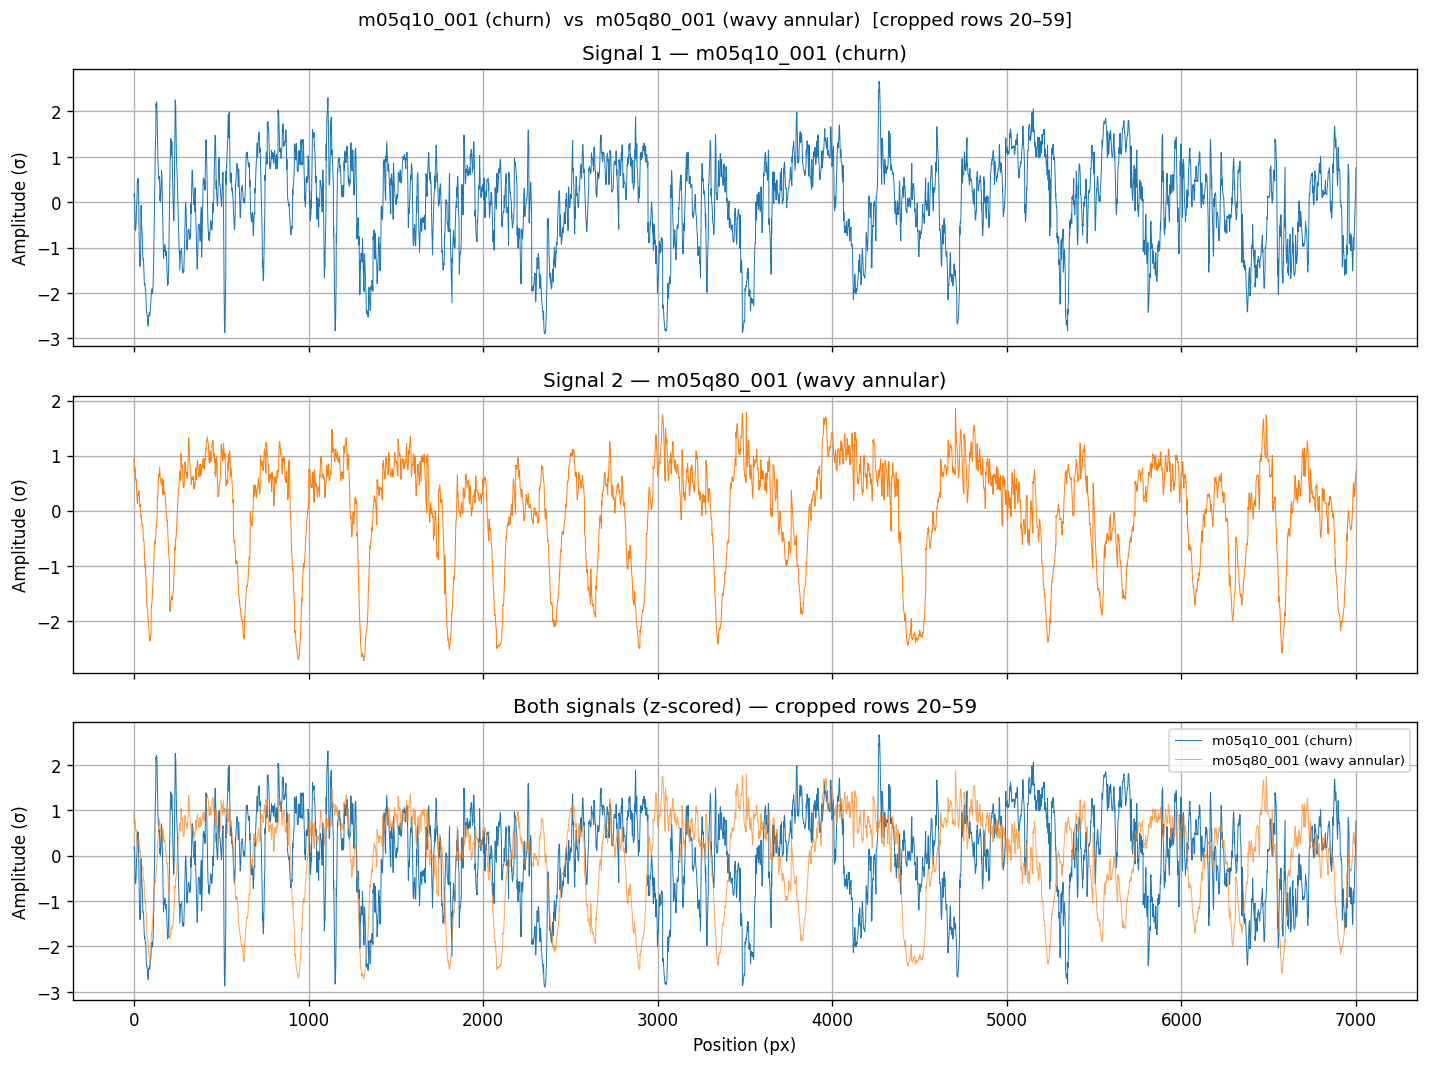 m05q10_001 (churn)  vs  m05q80_001 (wavy annular)  [cropped rows 20–59]
Signal 1 — m05q10_001 (churn)
Amplitude (σ)
2
1
0
−1
−2
−3
Signal 2 — m05q80_001 (wavy annular)
Amplitude (σ)
2
1
0
−1
−2
Both signals (z-scored) — cropped rows 20–59
m05q10_001 (churn)
m05q80_001 (wavy annular)
Amplitude (σ)
2
1
0
−1
−2
−3
0 1000 2000 3000 4000 5000 6000 7000
Position (px)